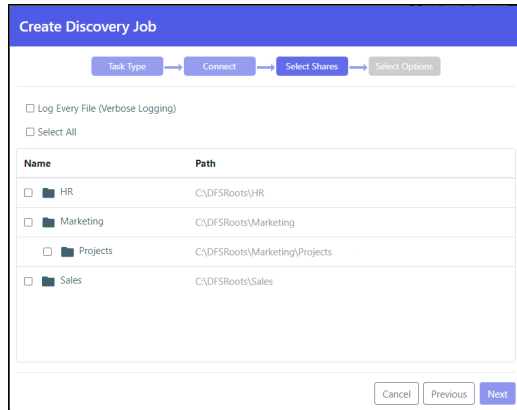 Create Discovery Job
Task Type Connect Select Shares Select Options
Log Every File (Verbose Logging)
Select All
Name Path
HR C:\DFSRoots\HR
Marketing C:\DFSRoots\Marketing
Projects C:\DFSRoots\Marketing\Projects
Sales C:\DFSRoots\Sales
Cancel Previous Next